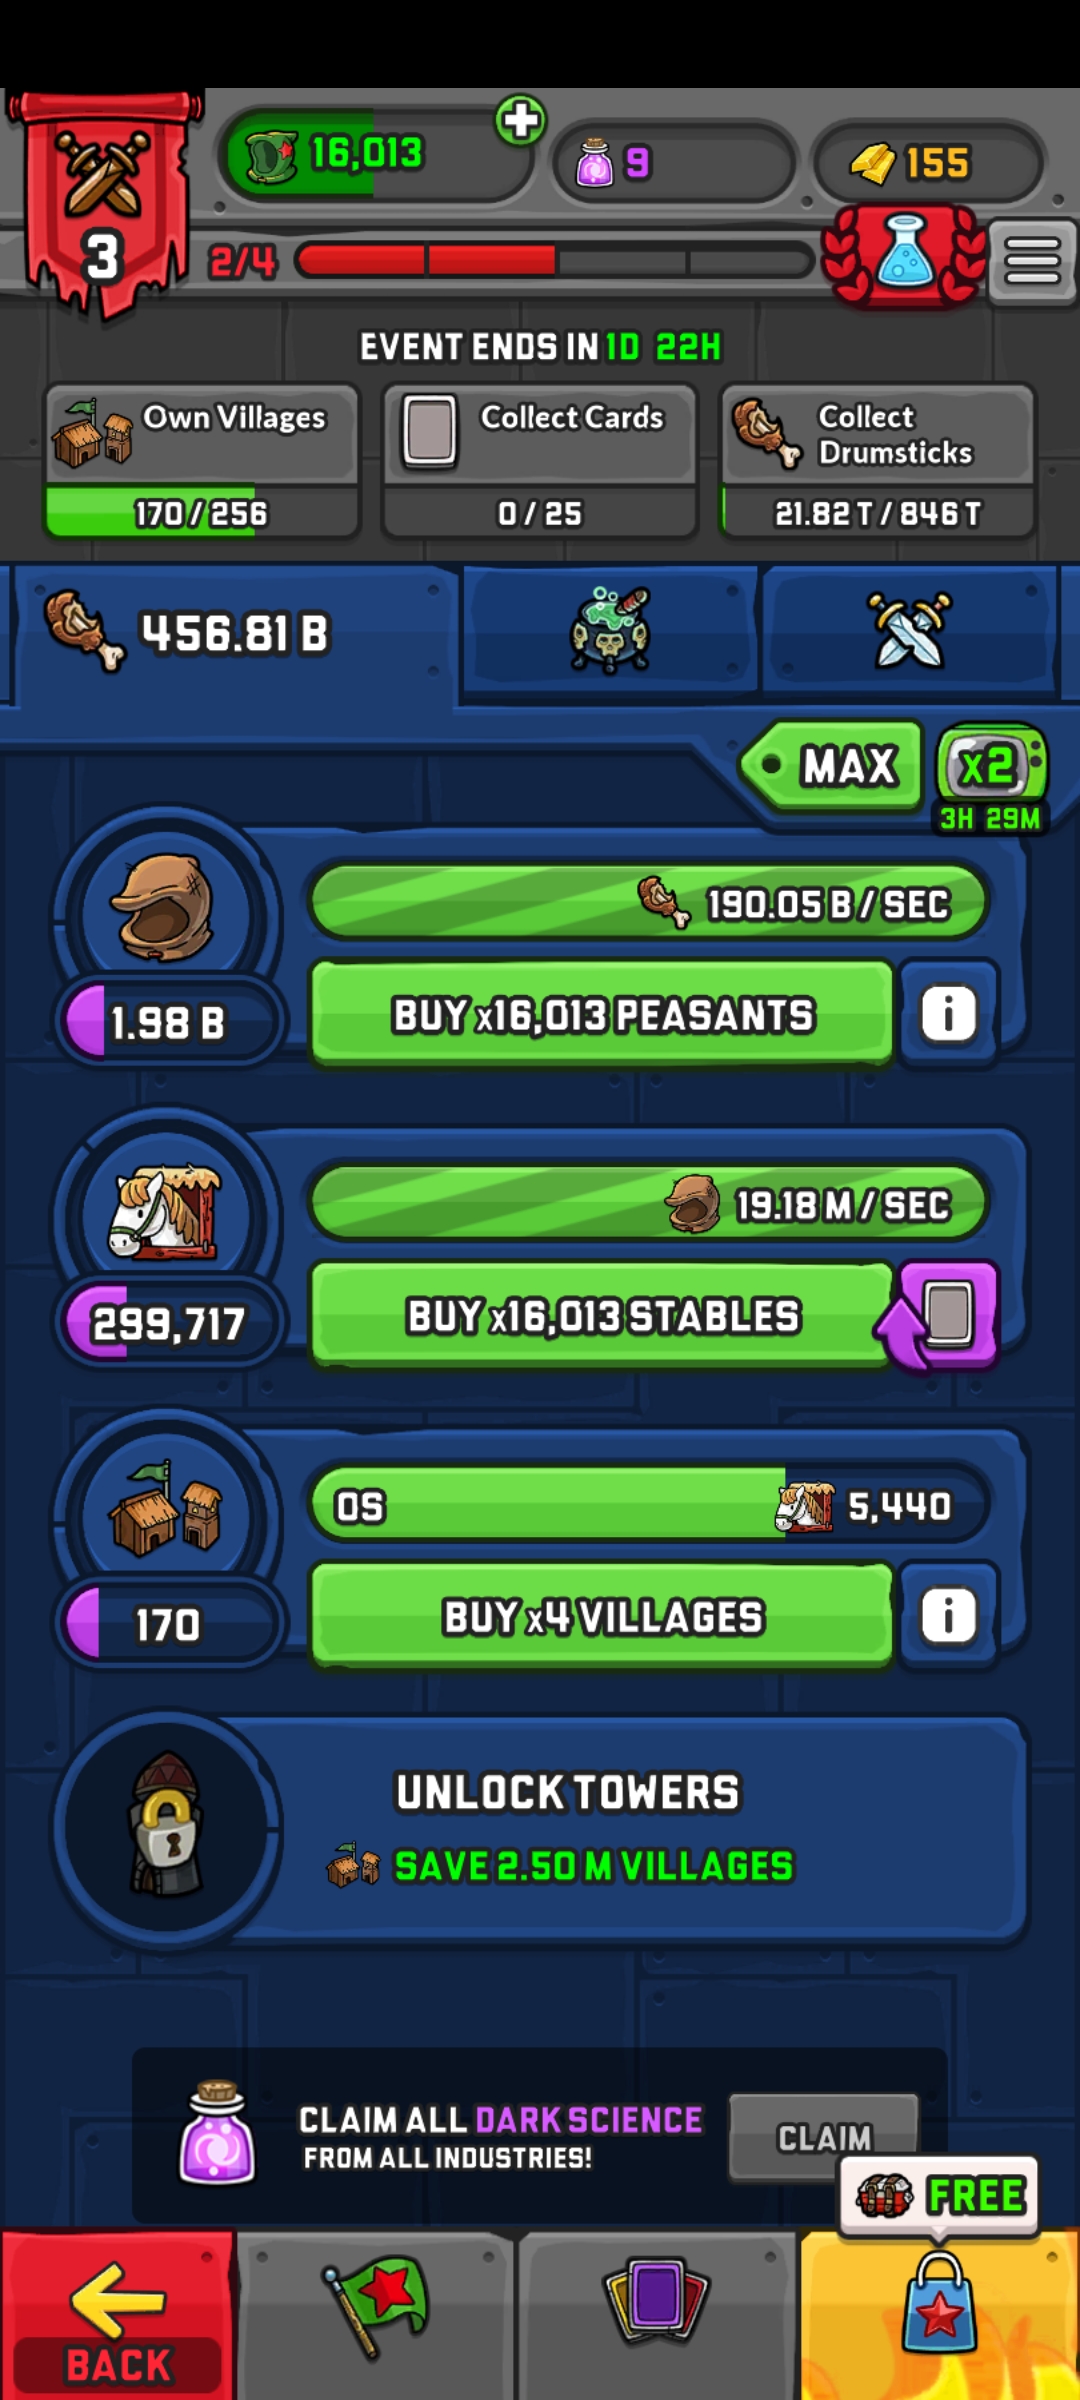 16,013
9
155
3
2/4
EVENT ENDS IN 1D 22H
Own Villages
170/256
Collect Cards
0/25
Collect
Drumsticks
21.82 T/846 T
456.81 B
MAX
x2
3H 29M
190.05 B/SEC
1.98 B
BUY x16,013 PEASANTS
19.18 M/SEC
299,717
BUY x16,013 STABLES
0S
5,440
170
BUY x4 VILLAGES
UNLOCK TOWERS
SAVE 2.50 M VILLAGES
CLAIM ALL DARK SCIENCE
FROM ALL INDUSTRIES!
CLAIM
FREE
BACK